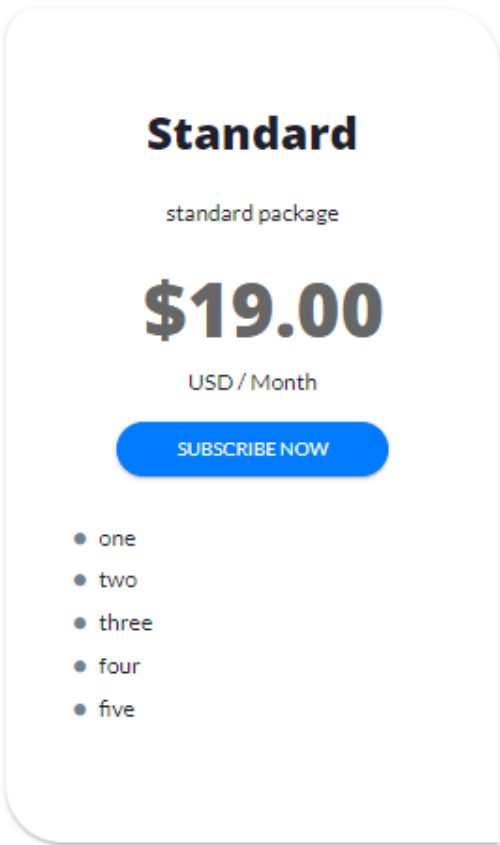 Standard
standard package
$19.00
USD / Month
SUBSCRIBE NOW
one
two
three
four
five